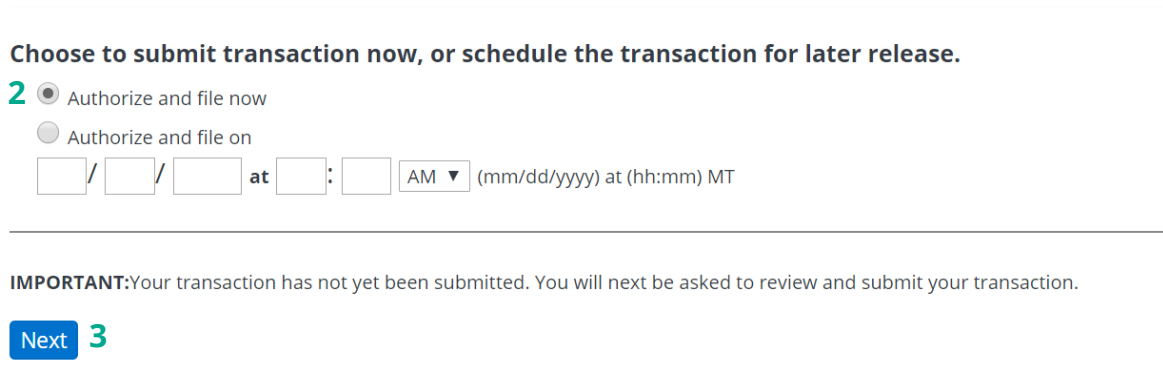 Choose to submit transaction now, or schedule the transaction for later release.
2 Authorize and file now
Authorize and file on
/ / at : AM ▼ (mm/dd/yyyy) at (hh:mm) MT
IMPORTANT:Your transaction has not yet been submitted. You will next be asked to review and submit your transaction.
Next 3